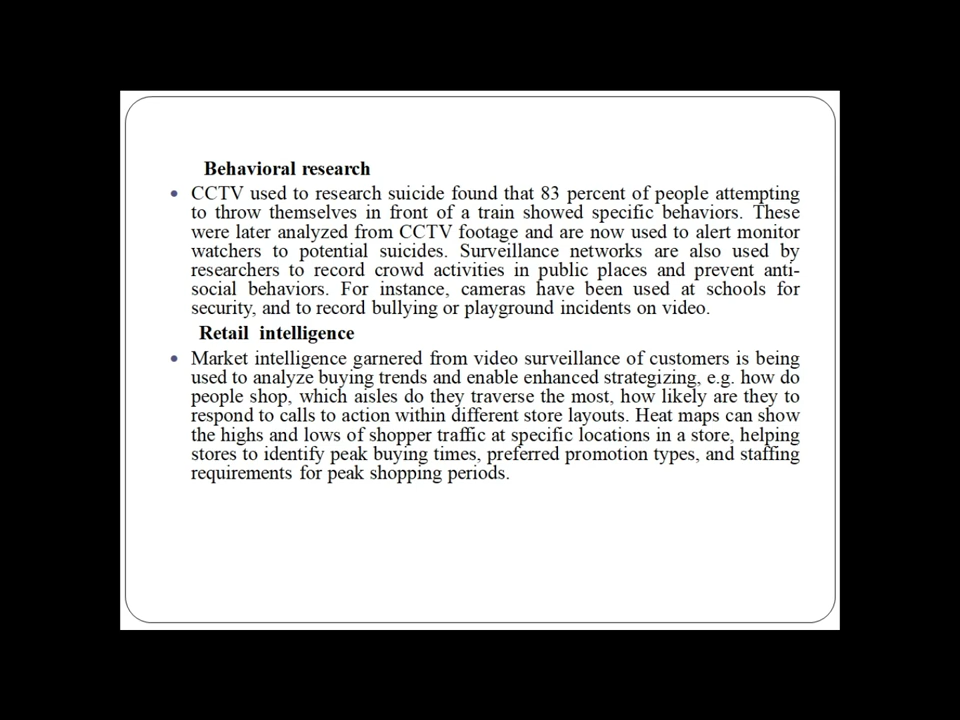 Behavioral research
• CCTV used to research suicide found that 83 percent of people attempting
to throw themselves in front of a train showed specific behaviors. These
were later analyzed from CCTV footage and are now used to alert monitor
watchers to potential suicides. Surveillance networks are also used by
researchers to record crowd activities in public places and prevent anti-
social behaviors. For instance, cameras have been used at schools for
security, and to record bullying or playground incidents on video.
Retail intelligence
• Market intelligence garnered from video surveillance of customers is being
used to analyze buying trends and enable enhanced strategizing, e.g. how do
people shop, which aisles do they traverse the most, how likely are they to
respond to calls to action within different store layouts. Heat maps can show
the highs and lows of shopper traffic at specific locations in a store, helping
stores to identify peak buying times, preferred promotion types, and staffing
requirements for peak shopping periods.